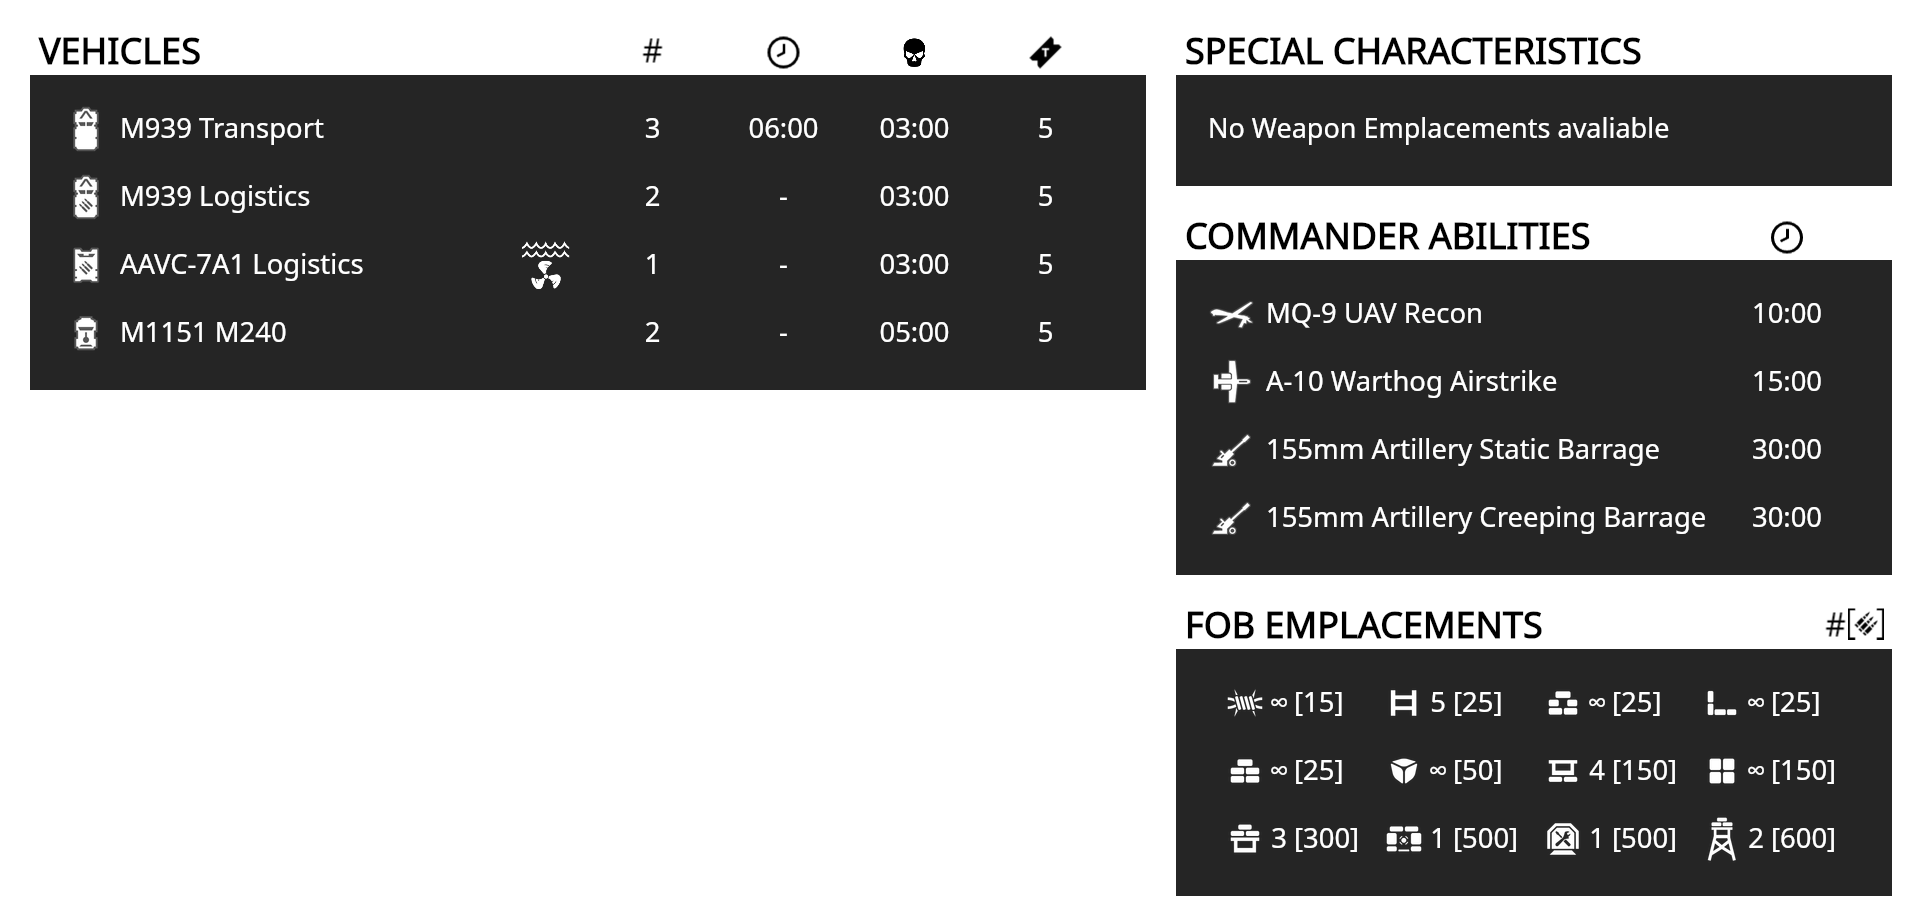 VEHICLES #
M939 Transport 3 06:00 03:00 5
M939 Logistics 2 - 03:00 5
AAVC-7A1 Logistics 1 - 03:00 5
M1151 M240 2 - 05:00 5
SPECIAL CHARACTERISTICS
No Weapon Emplacements avaliable
COMMANDER ABILITIES
MQ-9 UAV Recon 10:00
A-10 Warthog Airstrike 15:00
155mm Artillery Static Barrage 30:00
155mm Artillery Creeping Barrage 30:00
FOB EMPLACEMENTS #[]
∞ [15] 5 [25] ∞ [25] ∞ [25]
∞ [25] ∞ [50] 4 [150] ∞ [150]
3 [300] 1 [500] 1 [500] 2 [600]